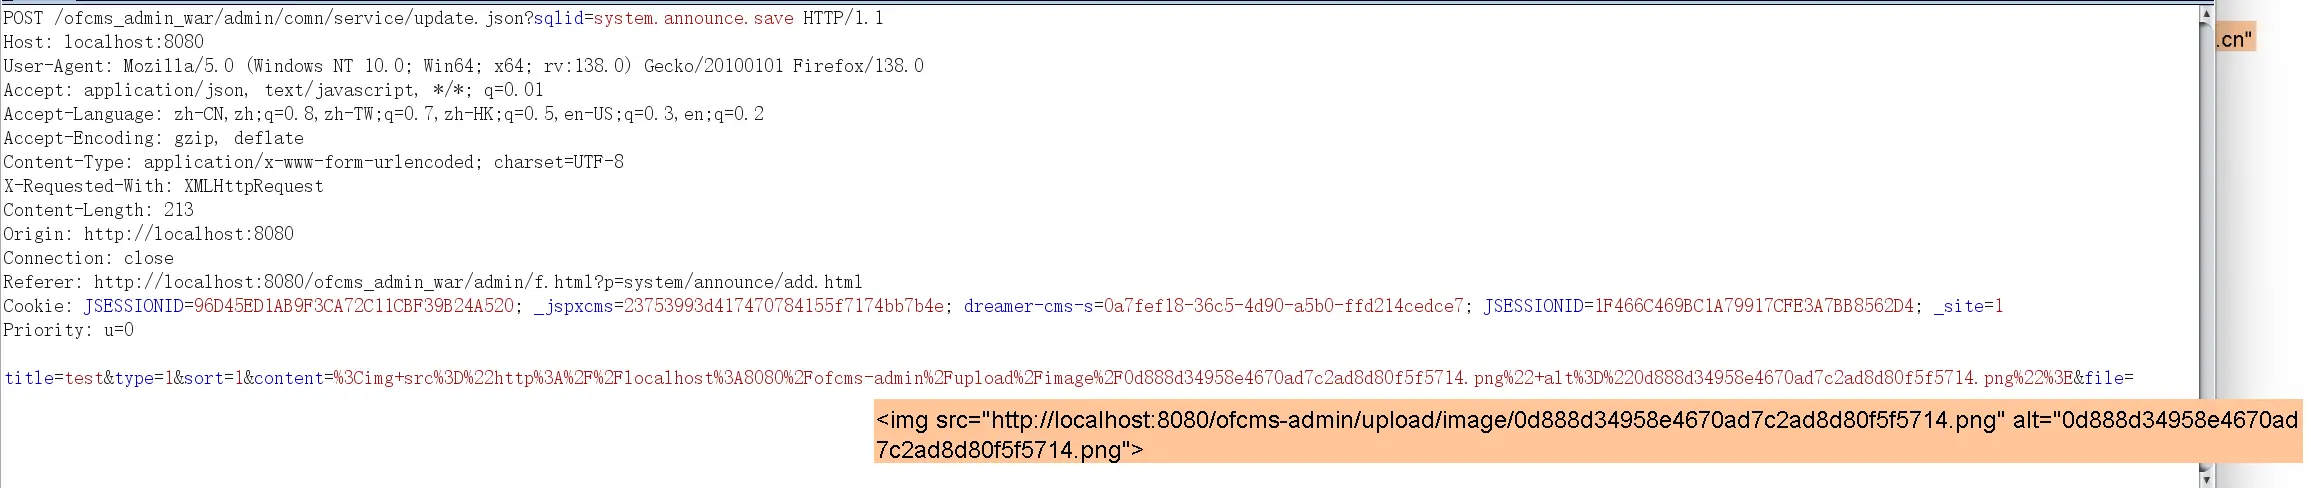 POST /ofcms_admin_war/admin/comn/service/update.json?sqlid=system.announce.save HTTP/1.1
Host: localhost:8080
.cn"
User-Agent: Mozilla/5.0 (Windows NT 10.0; Win64; x64; rv:138.0) Gecko/20100101 Firefox/138.0
Accept: application/json, text/javascript, */*; q=0.01
Accept-Language: zh-CN,zh;q=0.8,zh-TW;q=0.7,zh-HK;q=0.5,en-US;q=0.3,en;q=0.2
Accept-Encoding: gzip, deflate
Content-Type: application/x-www-form-urlencoded; charset=UTF-8
X-Requested-With: XMLHttpRequest
Content-Length: 213
Origin: http://localhost:8080
Connection: close
Referer: http://localhost:8080/ofcms_admin_war/admin/f.html?p=system/announce/add.html
Cookie: JSESSIONID=96D45ED1AB9F3CA72C11CBF39B24A520; _jspxcms=23753993d417470784155f7174bb7b4e; dreamer-cms-s=0a7fef18-36c5-4d90-a5b0-ffd214cedce7; JSESSIONID=1F466C469BC1A79917CFE3A7BB8562D4; _site=1
Priority: u=0
title=test&type=1&sort=1&content=%3Cimg+src%3D%22http%3A%2F%2Flocalhost%3A8080%2Fofcms-admin%2Fupload%2Fimage%2F0d888d34958e4670ad7c2ad8d80f5f5714.png%22+alt%3D%220d888d34958e4670ad7c2ad8d80f5f5714.png%22%3E&file=
<img src="http://localhost:8080/ofcms-admin/upload/image/0d888d34958e4670ad7c2ad8d80f5f5714.png" alt="0d888d34958e4670ad
7c2ad8d80f5f5714.png">